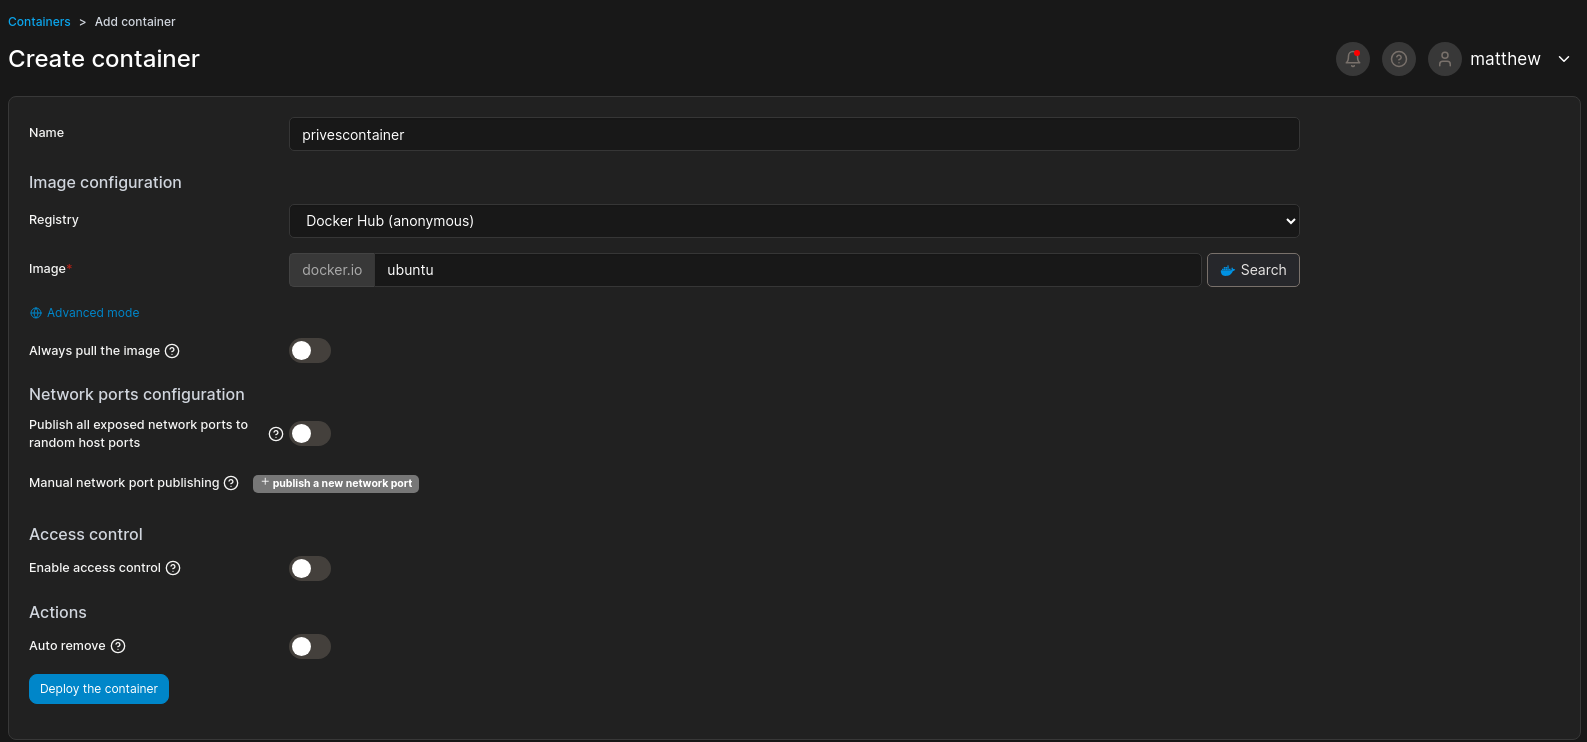 Containers > Add container
Create container
matthew
Name
privescontainer
Image configuration
Registry
Docker Hub (anonymous)
Image*
docker.io
ubuntu
Search
Advanced mode
Always pull the image
Network ports configuration
Publish all exposed network ports to
random host ports
Manual network port publishing
+ publish a new network port
Access control
Enable access control
Actions
Auto remove
Deploy the container